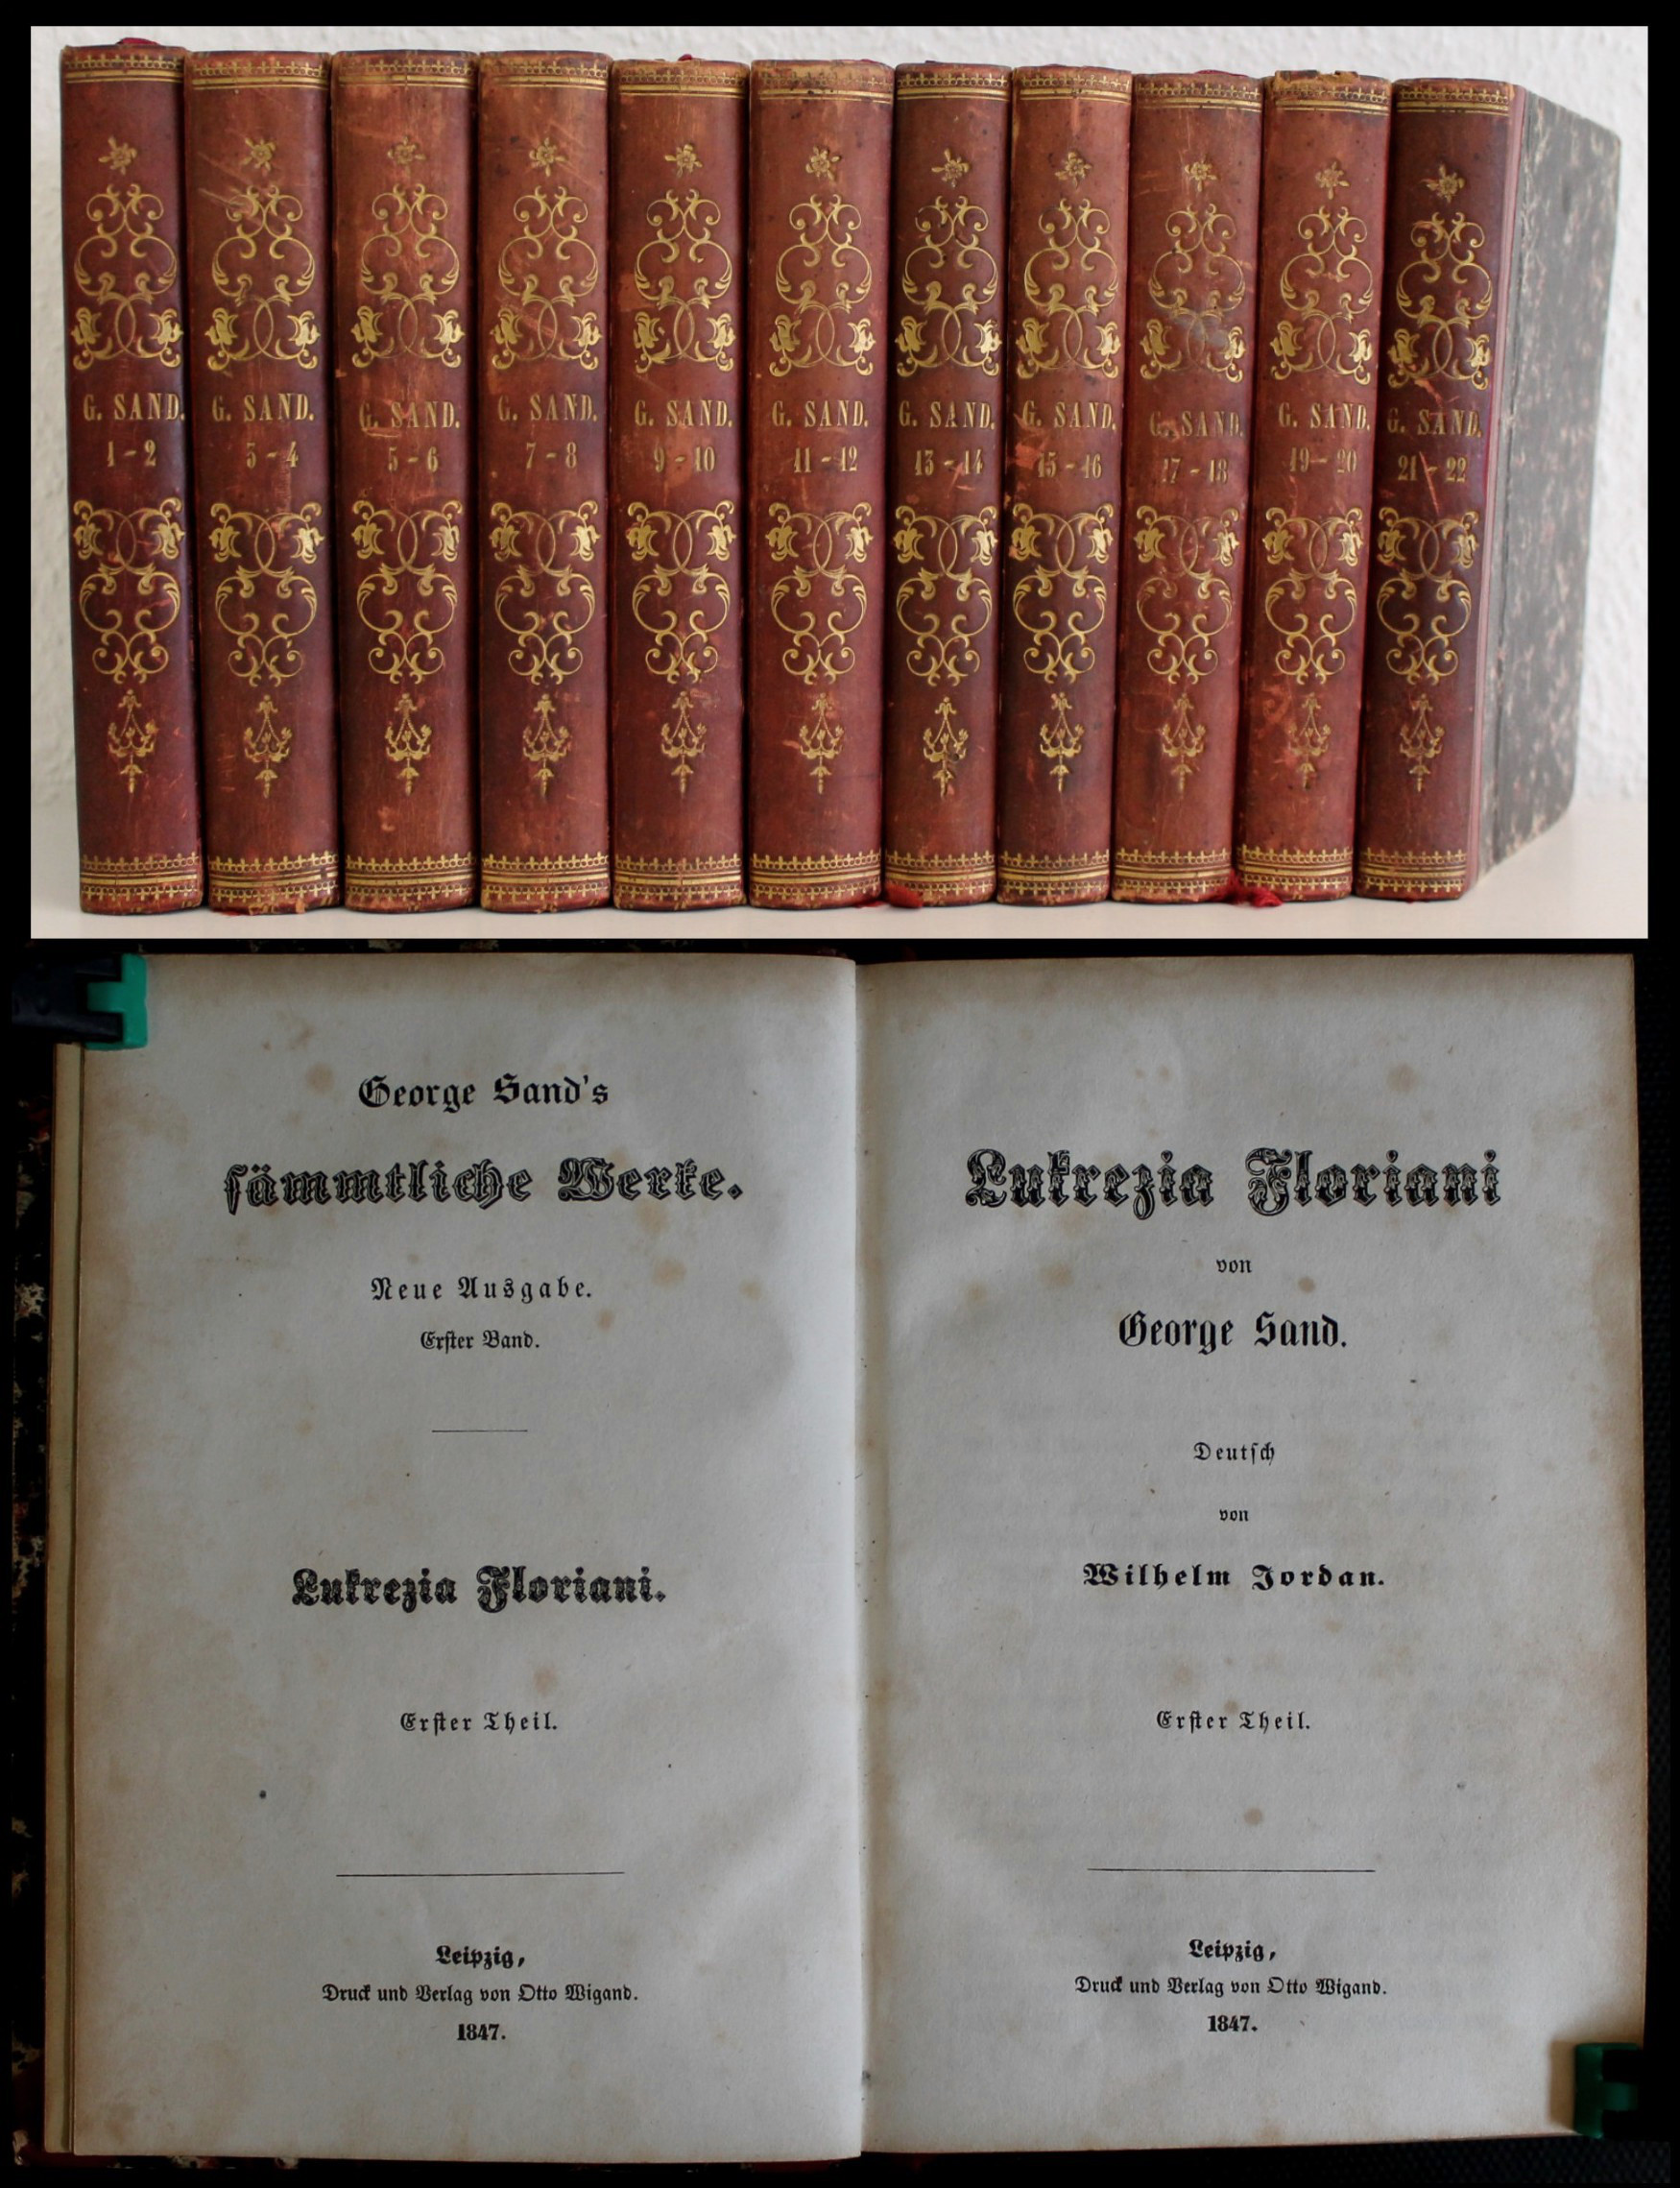 G. SAND.
1-2
G. SAND.
3-4
G. SAND.
5-6
G. SAND.
7-8
G. SAND.
9-10
G. SAND.
11-12
G. SAND.
13-14
G. SAND.
15-16
G. SAND.
17-18
G. SAND.
19-20
G. SAND.
21-22
George Sand's
sämmtliche Werke.
Neue Ausgabe.
Erster Band.
Lukrezia Floriani.
Erster Theil.
Leipzig,
Druck und Verlag von Otto Wigand.
1847.
Lukrezia Floriani
von
George Sand.
Deutsch
von
Wilhelm Jordan.
Erster Theil.
Leipzig,
Druck und Verlag von Otto Wigand.
1847.